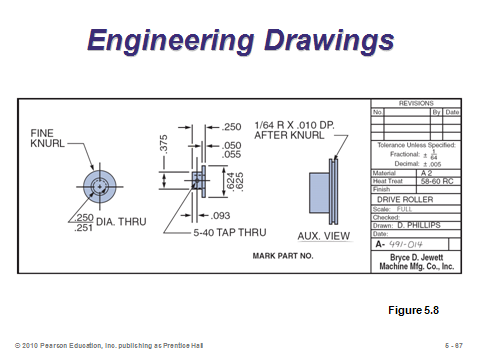 Engineering Drawings
FINE
KNURL
.375
.250
.050
.055
.624
.625
1/64 R X .010 DP.
AFTER KNURL
.250
.251
DIA. THRU
.093
5-40 TAP THRU
AUX. VIEW
MARK PART NO.
REVISIONS
No. By Date
Tolerance Unless Specified:
Fractional: ± 1/64
Decimal: ± .005
Material A 2
Heat Treat 58-60 RC
Finish
DRIVE ROLLER
Scale: FULL
Checked:
Drawn: D. PHILLIPS
Date:
A- 491-014
Bryce D. Jewett
Machine Mfg. Co., Inc.
Figure 5.8
© 2010 Pearson Education, Inc. publishing as Prentice Hall
5 - 67